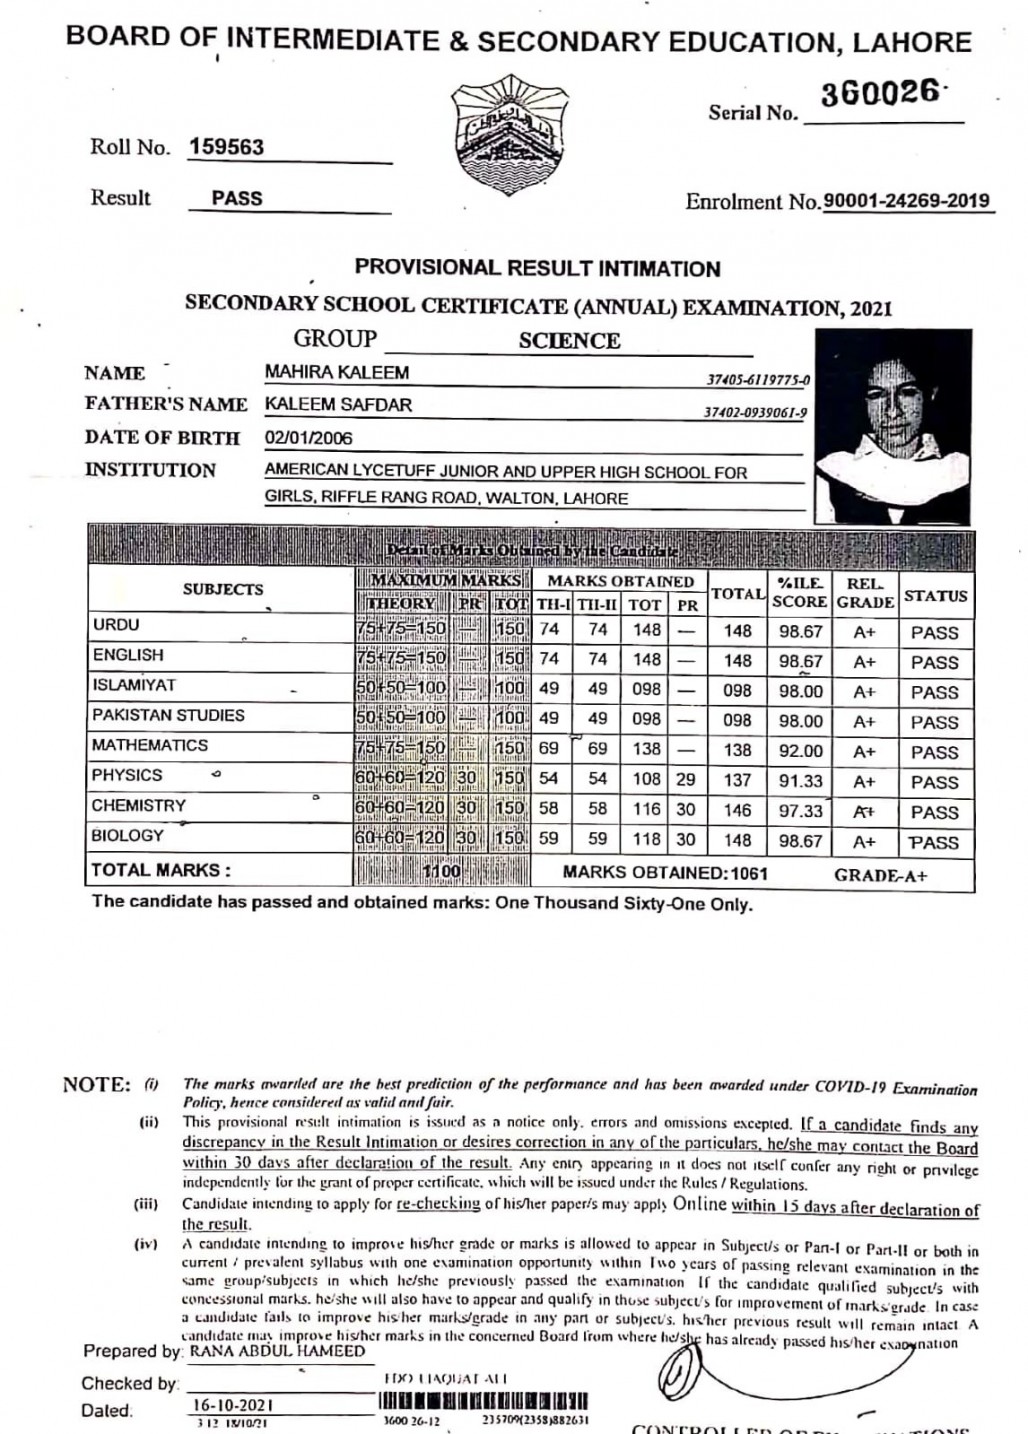 BOARD OF INTERMEDIATE & SECONDARY EDUCATION, LAHORE
Serial No. 360026
Roll No. 159563
Result PASS
Enrolment No. 90001-24269-2019
PROVISIONAL RESULT INTIMATION
SECONDARY SCHOOL CERTIFICATE (ANNUAL) EXAMINATION, 2021
GROUP SCIENCE
NAME MAHIRA KALEEM 37405-6119775-0
FATHER'S NAME KALEEM SAFDAR 37402-0939061-9
DATE OF BIRTH 02/01/2006
INSTITUTION AMERICAN LYCETUFF JUNIOR AND UPPER HIGH SCHOOL FOR
GIRLS, RIFFLE RANG ROAD, WALTON, LAHORE
Detail of Marks Obtained by the Candidate
SUBJECTS MAXIMUM MARKS MARKS OBTAINED TOTAL %ILE SCORE REL. GRADE STATUS
THEORY PR TOT TH-I TH-II TOT PR
URDU 75+75=150 — 150 74 74 148 — 148 98.67 A+ PASS
ENGLISH 75+75=150 — 150 74 74 148 — 148 98.67 A+ PASS
ISLAMIYAT 50+50=100 — 100 49 49 098 — 098 98.00 A+ PASS
PAKISTAN STUDIES 50+50=100 — 100 49 49 098 — 098 98.00 A+ PASS
MATHEMATICS 75+75=150 — 150 69 69 138 — 138 92.00 A+ PASS
PHYSICS 60+60=120 30 150 54 54 108 29 137 91.33 A+ PASS
CHEMISTRY 60+60=120 30 150 58 58 116 30 146 97.33 A+ PASS
BIOLOGY 60+60=120 30 150 59 59 118 30 148 98.67 A+ PASS
TOTAL MARKS : 1100 MARKS OBTAINED:1061 GRADE-A+
The candidate has passed and obtained marks: One Thousand Sixty-One Only.
NOTE: (i) The marks awarded are the best prediction of the performance and has been awarded under COVID-19 Examination
Policy, hence considered as valid and fair.
(ii) This provisional result intimation is issued as a notice only, errors and omissions excepted. If a candidate finds any
discrepancy in the Result Intimation or desires correction in any of the particulars, he/she may contact the Board
within 30 days after declaration of the result. Any entry appearing in it does not itself confer any right or privilege
independently for the grant of proper certificate, which will be issued under the Rules / Regulations.
(iii) Candidate intending to apply for re-checking of his/her paper/s may apply Online within 15 days after declaration of
the result.
(iv) A candidate intending to improve his/her grade or marks is allowed to appear in Subject/s or Part-I or Part-II or both in
current / prevalent syllabus with one examination opportunity within Two years of passing relevant examination in the
same group/subjects in which he/she previously passed the examination If the candidate qualified subject/s with
concessional marks, he/she will also have to appear and qualify in those subject/s for improvement of marks/grade. In case
a candidate fails to improve his/her marks/grade in any part or subject/s, his/her previous result will remain intact. A
candidate may improve his/her marks in the concerned Board from where he/she has already passed his/her
Prepared by: RANA ABDUL HAMEED
Checked by: EDO LIAQUAT ALI
Dated: 16-10-2021
3 12 18/10/21 3600 26-12 235709(2358)882631